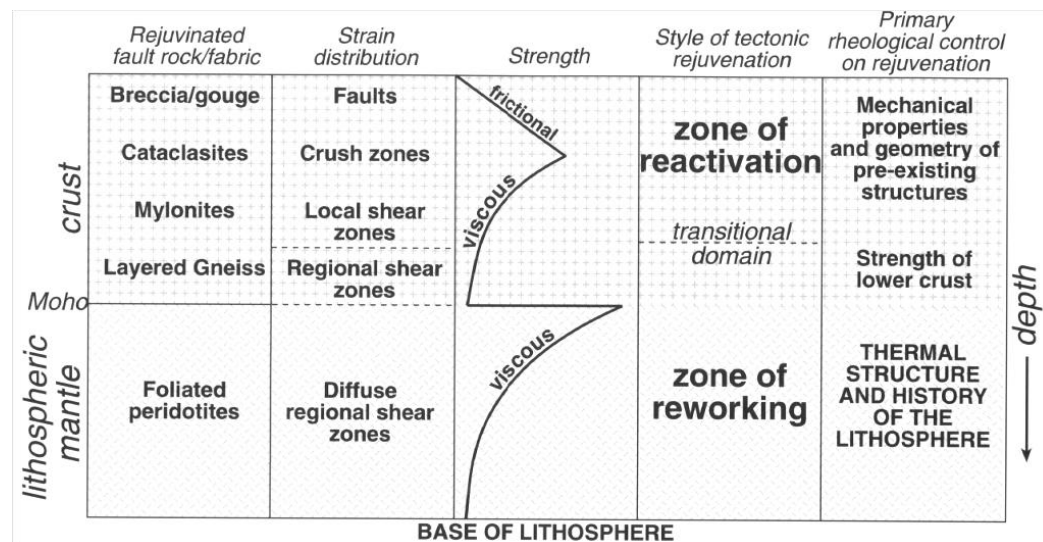 Rejuvinated
fault rock/fabric
Strain
distribution
Strength
Style of tectonic
rejuvenation
Primary
rheological control
on rejuvenation
crust
Breccia/gouge
Cataclasites
Mylonites
Layered Gneiss
Faults
Crush zones
Local shear
zones
Regional shear
zones
frictional
viscous
zone of
reactivation
transitional
domain
Mechanical
properties
and geometry of
pre-existing
structures
Strength of
lower crust
Moho
lithospheric
mantle
Foliated
peridotites
Diffuse
regional shear
zones
viscous
zone of
reworking
THERMAL
STRUCTURE
AND HISTORY
OF THE
LITHOSPHERE
depth
BASE OF LITHOSPHERE